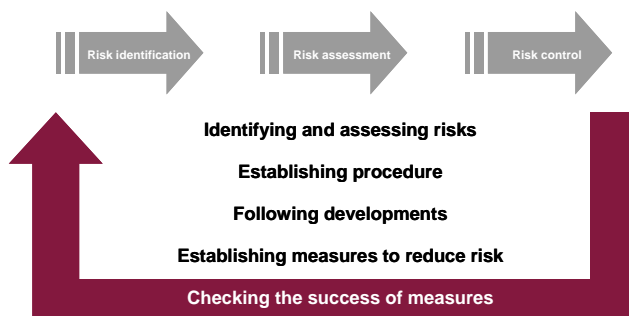 Risk identification
Risk assessment
Risk control
Identifying and assessing risks
Establishing procedure
Following developments
Establishing measures to reduce risk
Checking the success of measures